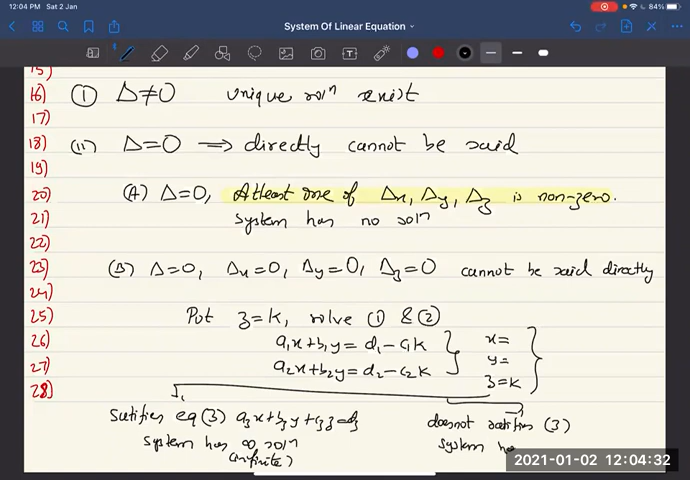 12:04 PM Sat 2 Jan
84%
System Of Linear Equation
15)
16) (I) Δ≠0 unique solⁿ exist
17)
18) (II) Δ=0 ⟹ directly cannot be said
19)
20) (A) Δ=0, Atleast one of Δx, Δy, Δz is non-zero.
21) system has no solⁿ
22)
23) (B) Δ=0, Δx=0, Δy=0, Δz=0 cannot be said directly
24)
25) Put z=k, solve (1) & (2)
26) a₁x+b₁y = d₁-c₁k x=
27) a₂x+b₂y = d₂-c₂k y=
28) z=k
satisfies eq (3) a₃x+b₃y+c₃z=d₃
system has ∞ solⁿ
(infinite)
doesnot satisfies (3)
system
2021-01-02 12:04:32